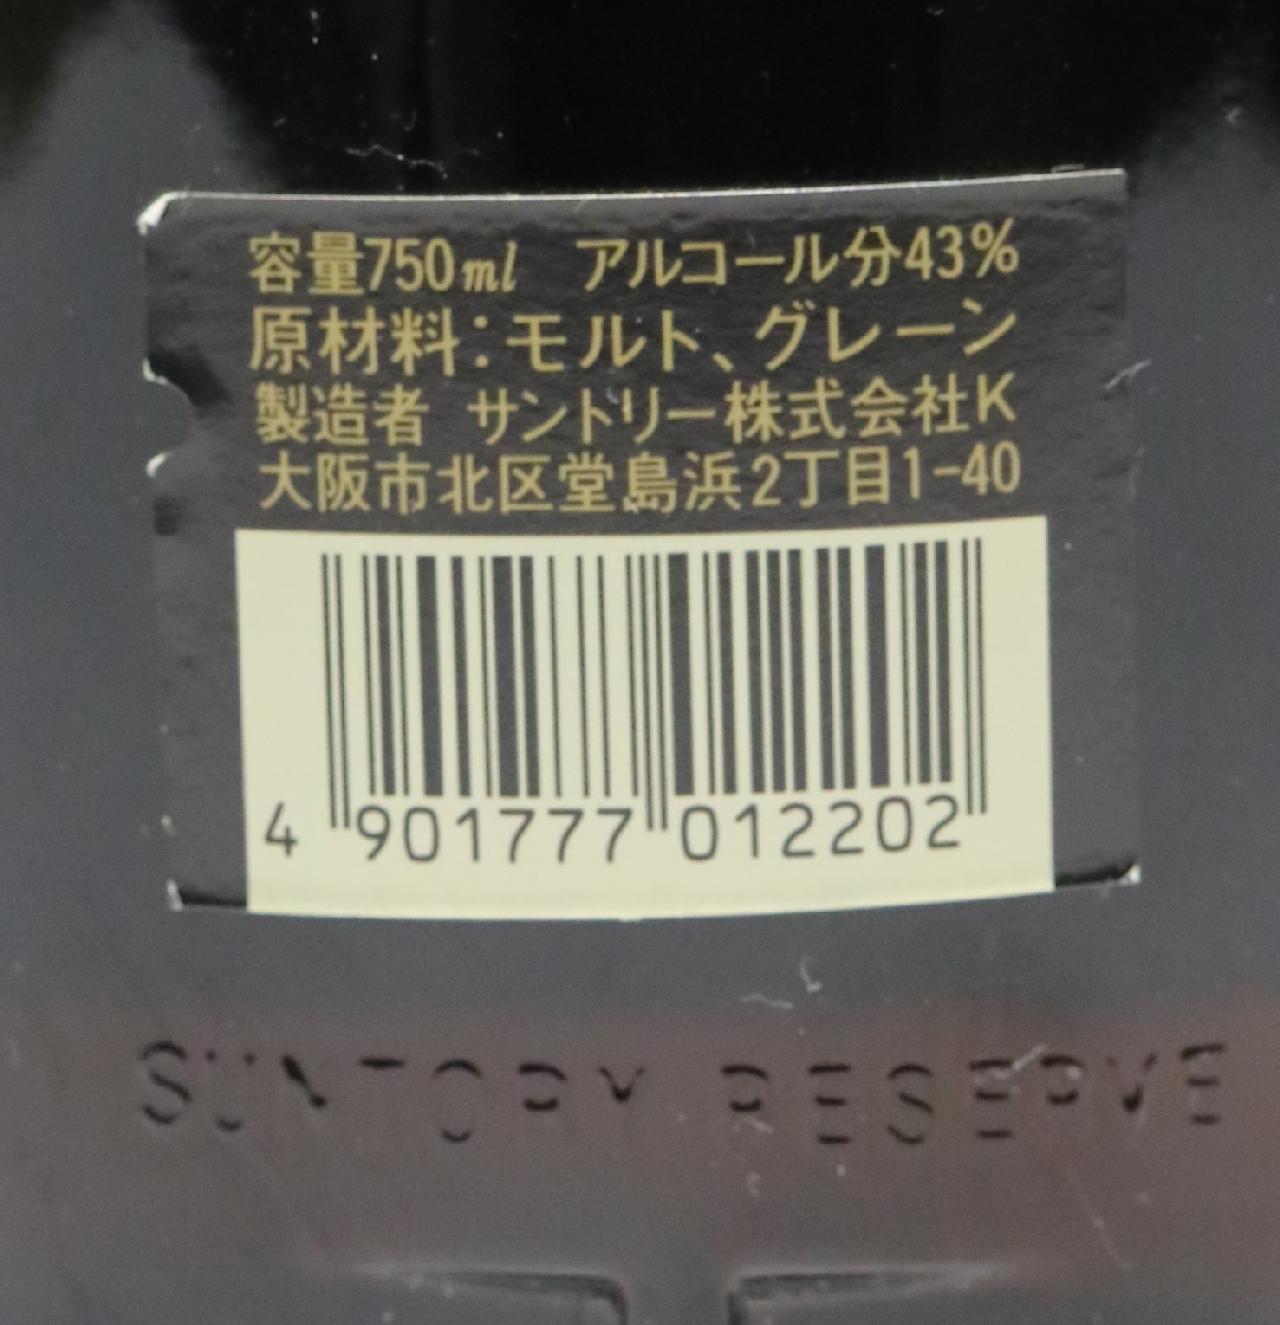 容量750ml アルコール分43%
原材料：モルト、グレーン
製造者 サントリー株式会社K
大阪市北区堂島浜2丁目1-40
4 901777 012202
SUNTORY RESERVE